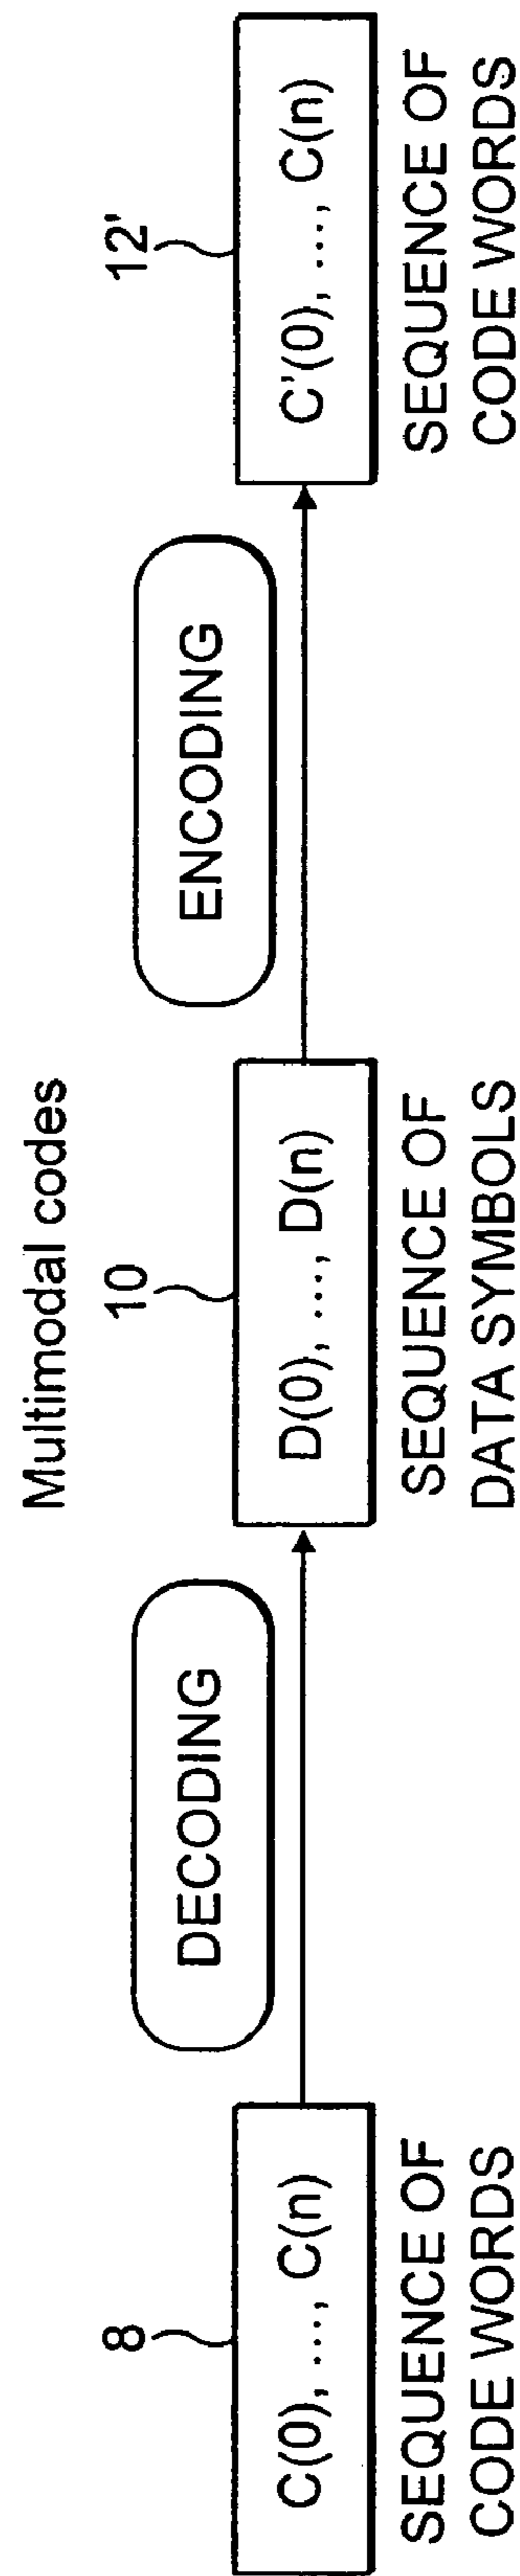 Multimodal codes
8
C(0), ..., C(n)
SEQUENCE OF
CODE WORDS
DECODING
10
D(0), ..., D(n)
SEQUENCE OF
DATA SYMBOLS
ENCODING
12'
C'(0), ..., C(n)
SEQUENCE OF
CODE WORDS